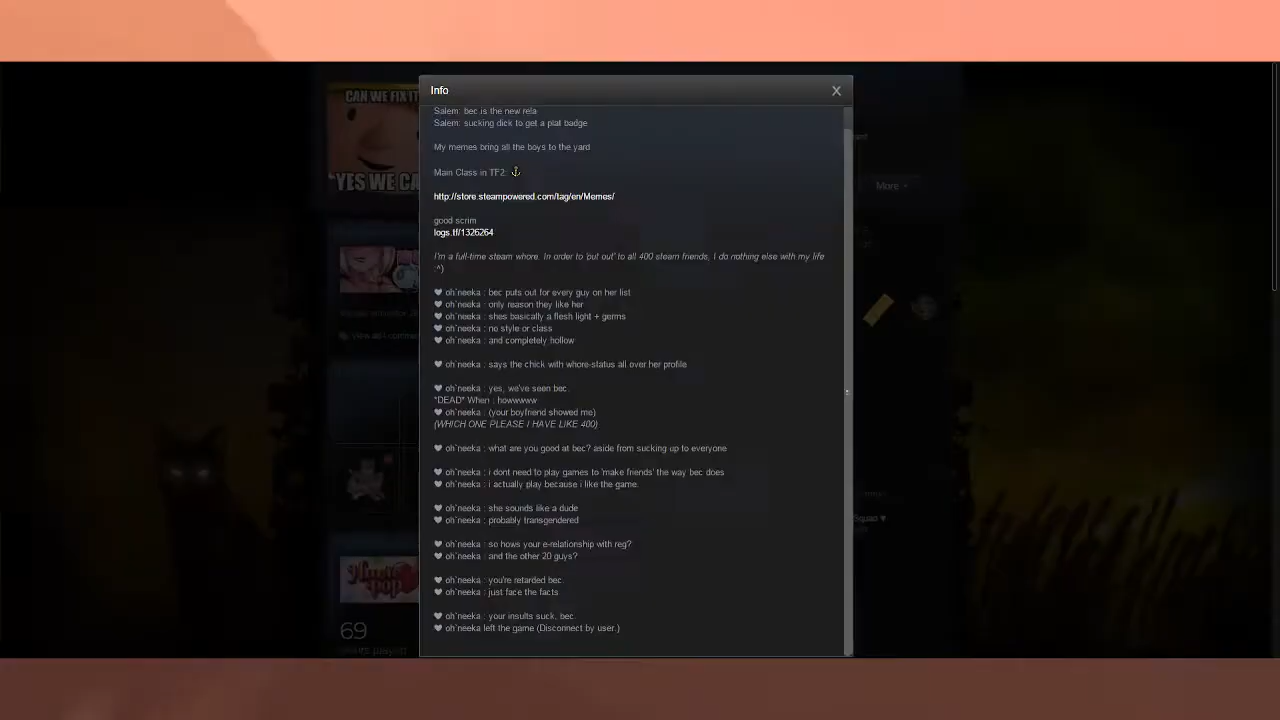 CAN WE FIX IT
"YES WE CA
Info
X
Salem: bec is the new rela
Salem: sucking dick to get a plat badge
My memes bring all the boys to the yard
Main Class in TF2:
http://store.steampowered.com/tag/en/Memes/
good scrim
logs.tf/1326264
I'm a full-time steam whore. In order to 'put out' to all 400 steam friends, I do nothing else with my life
:^)
♥ oh`neeka : bec puts out for every guy on her list
♥ oh`neeka : only reason they like her
♥ oh`neeka : shes basically a flesh light + germs
♥ oh`neeka : no style or class
♥ oh`neeka : and completely hollow
♥ oh`neeka : says the chick with whore-status all over her profile
♥ oh`neeka : yes, we've seen bec.
*DEAD* When : howwwww
♥ oh`neeka : (your boyfriend showed me)
(WHICH ONE PLEASE I HAVE LIKE 400)
♥ oh`neeka : what are you good at bec? aside from sucking up to everyone
♥ oh`neeka : i dont need to play games to 'make friends' the way bec does
♥ oh`neeka : i actually play because i like the game.
♥ oh`neeka : she sounds like a dude
♥ oh`neeka : probably transgendered
♥ oh`neeka : so hows your e-relationship with reg?
♥ oh`neeka : and the other 20 guys?
♥ oh`neeka : you're retarded bec.
♥ oh`neeka : just face the facts
♥ oh`neeka : your insults suck, bec.
♥ oh`neeka left the game (Disconnect by user.)
More
Squad ▼
pop
69